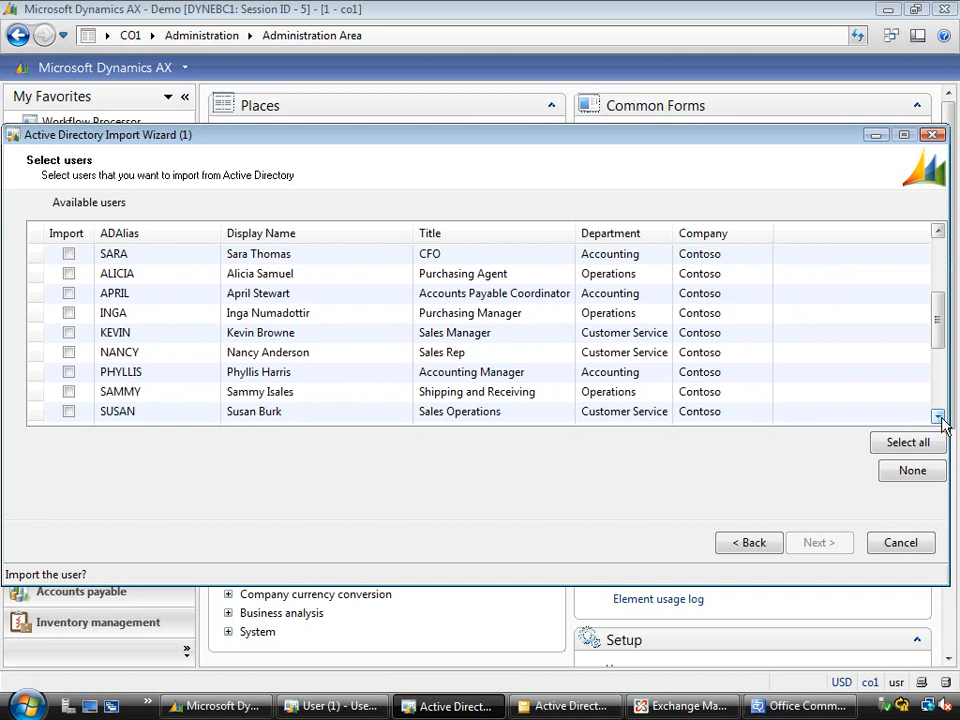 Microsoft Dynamics AX - Demo [DYNEBC1: Session ID - 5] - [1 - co1]
CO1 Administration Administration Area
Microsoft Dynamics AX
My Favorites
Places
Common Forms
Workflow Processor
Active Directory Import Wizard (1)
Select users
Select users that you want to import from Active Directory
Available users
Import ADAlias Display Name Title Department Company
SARA Sara Thomas CFO Accounting Contoso
ALICIA Alicia Samuel Purchasing Agent Operations Contoso
APRIL April Stewart Accounts Payable Coordinator Accounting Contoso
INGA Inga Numadottir Purchasing Manager Operations Contoso
KEVIN Kevin Browne Sales Manager Customer Service Contoso
NANCY Nancy Anderson Sales Rep Customer Service Contoso
PHYLLIS Phyllis Harris Accounting Manager Accounting Contoso
SAMMY Sammy Isales Shipping and Receiving Operations Contoso
SUSAN Susan Burk Sales Operations Customer Service Contoso
Select all
None
< Back Next > Cancel
Import the user?
Accounts payable
Company currency conversion
Element usage log
Business analysis
Inventory management
System
Setup
USD co1 usr
Microsoft Dy... User (1) - Use... Active Direct... Active Direct... Exchange Ma... Office Comm...